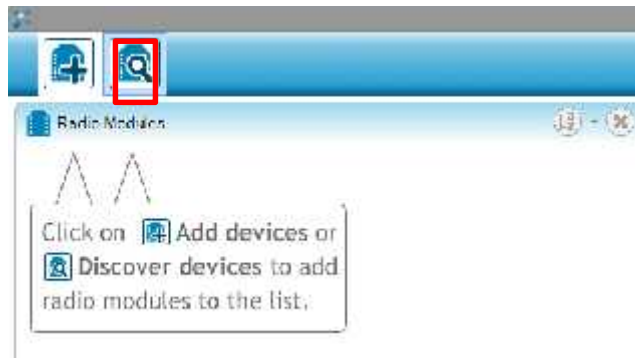 Radio Modules
Click on Add devices or
Discover devices to add
radio modules to the list.